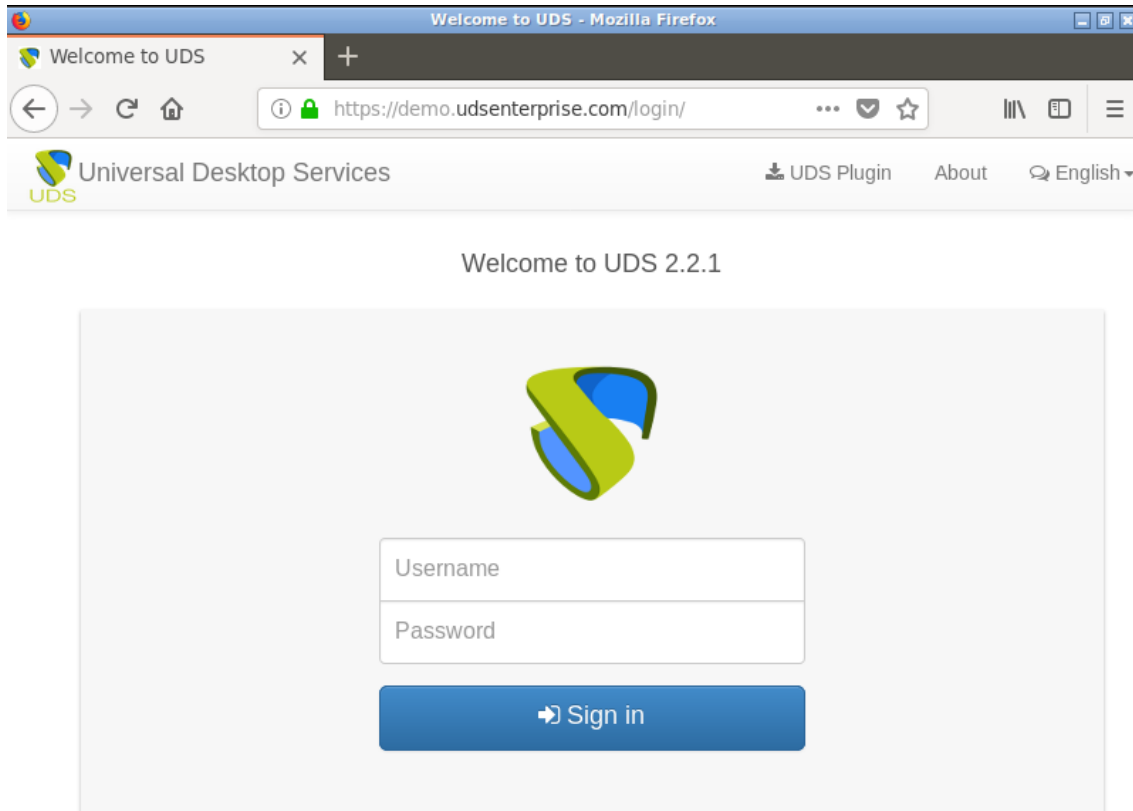 Welcome to UDS - Mozilla Firefox
Welcome to UDS
https://demo.udsenterprise.com/login/
UDS
Universal Desktop Services
UDS Plugin
About
English
Welcome to UDS 2.2.1
Username
Password
Sign in